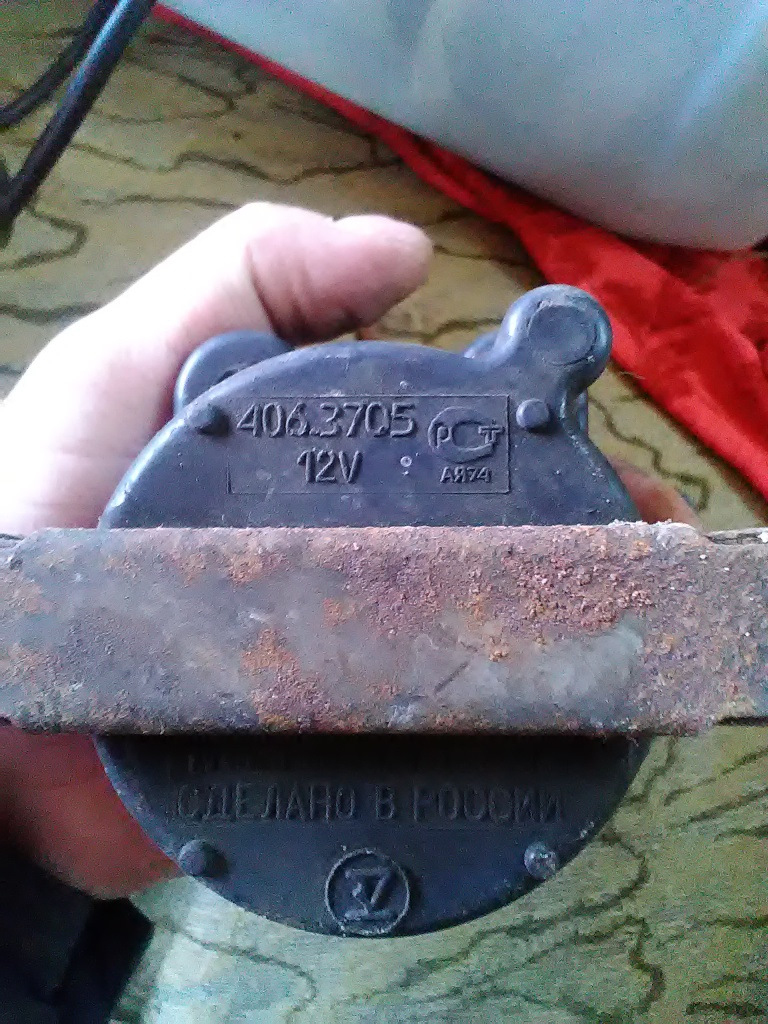 406.3705 РСТ
12V АЯ74
СДЕЛАНО В РОССИИ